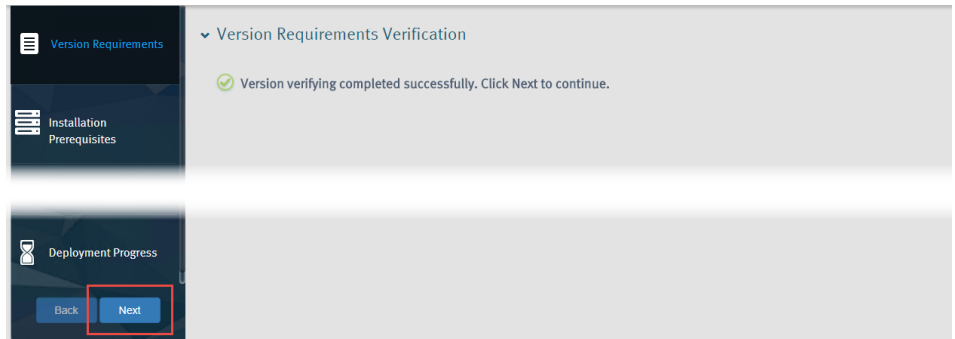 Version Requirements
Version Requirements Verification
Version verifying completed successfully. Click Next to continue.
Installation
Prerequisites
Deployment Progress
Back
Next